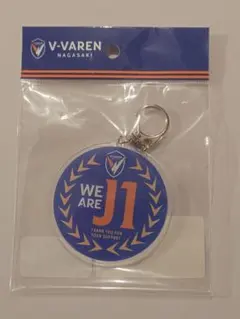 V-VAREN
NAGASAKI
WE
ARE
J1
THANK YOU FOR
YOUR SUPPORT